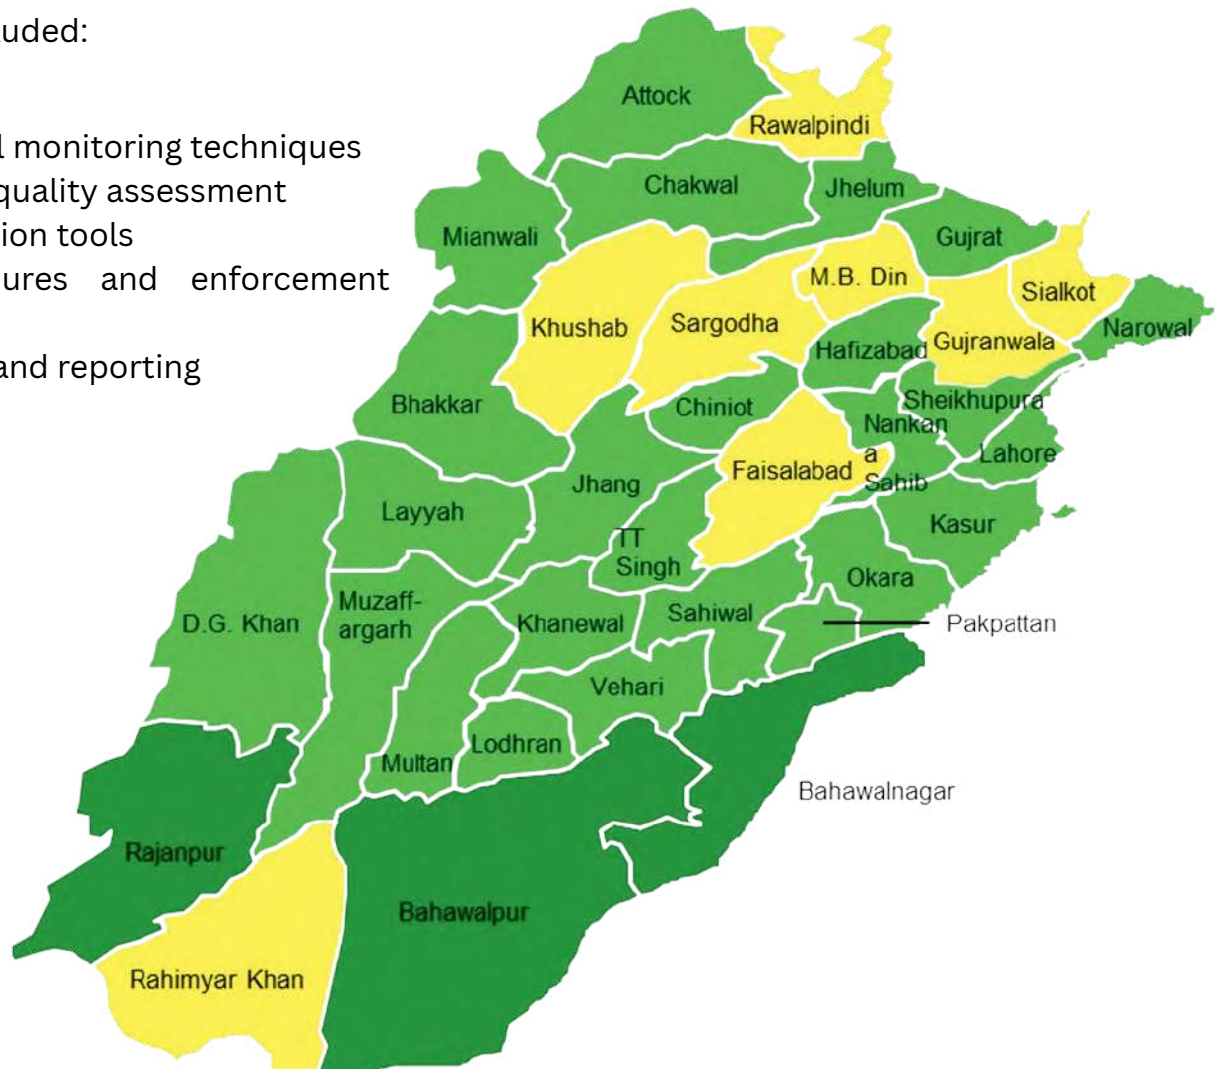 uded:
l monitoring techniques
quality assessment
ion tools
ures and enforcement
and reporting
Attock
Rawalpindi
Chakwal
Jhelum
Mianwali
Gujrat
M.B. Din
Sialkot
Khushab
Sargodha
Narowal
Hafizabad
Gujranwala
Bhakkar
Chiniot
Sheikhupura
Nankan
a
Sahib
Lahore
Faisalabad
Jhang
Layyah
Kasur
TT
Singh
Okara
D.G. Khan
Muzaff-
argarh
Khanewal
Sahiwal
Pakpattan
Vehari
Lodhran
Multan
Bahawalnagar
Rajanpur
Bahawalpur
Rahimyar Khan